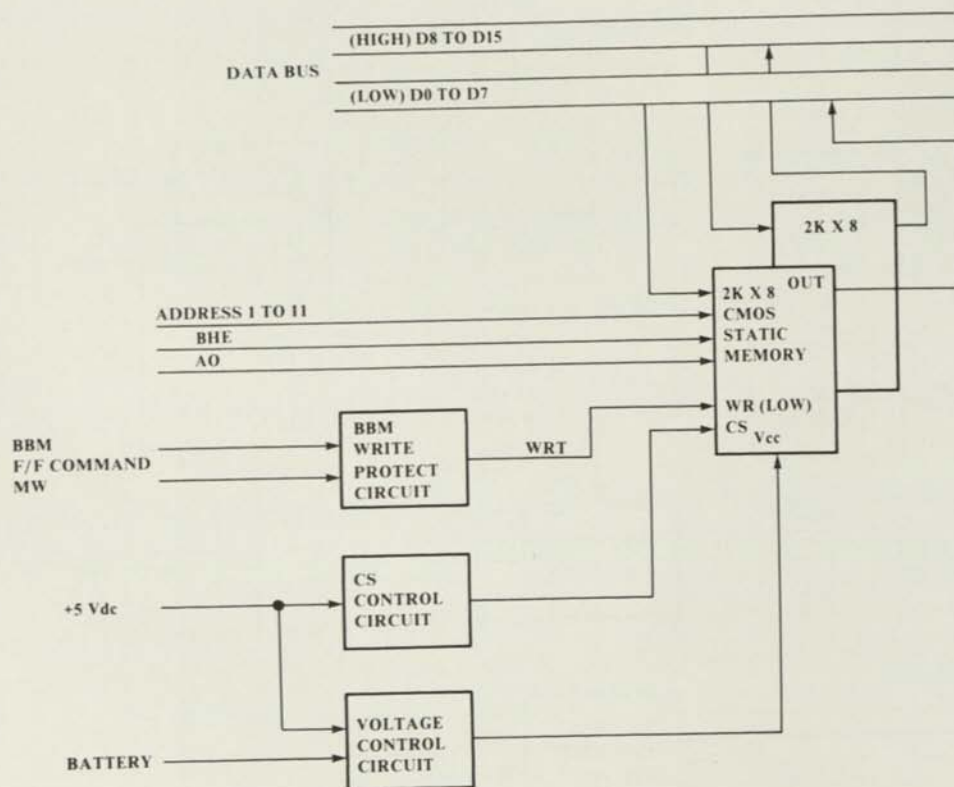 (HIGH) D8 TO D15
DATA BUS
(LOW) D0 TO D7
2K X 8
OUT
2K X 8
CMOS
STATIC
MEMORY
ADDRESS 1 TO 11
BHE
AO
WR (LOW)
CS
Vcc
BBM
F/F COMMAND
MW
BBM
WRITE
PROTECT
CIRCUIT
WRT
+5 Vdc
CS
CONTROL
CIRCUIT
BATTERY
VOLTAGE
CONTROL
CIRCUIT